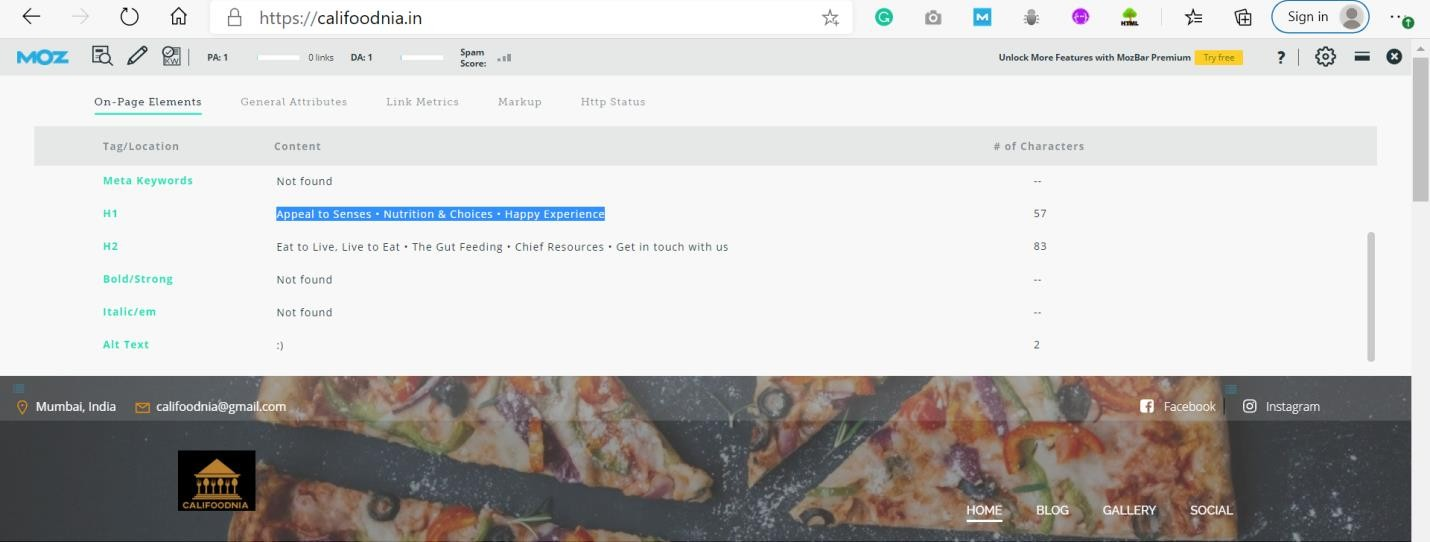 https://califoodnia.in
Sign in
HTML
MOZ PA: 1 0 links DA: 1 Spam Score: Unlock More Features with MozBar Premium Try free ?
On-Page Elements General Attributes Link Metrics Markup Http Status
Tag/Location Content # of Characters
Meta Keywords Not found --
H1 Appeal to Senses • Nutrition & Choices • Happy Experience 57
H2 Eat to Live, Live to Eat • The Gut Feeding • Chief Resources • Get in touch with us 83
Bold/Strong Not found --
Italic/em Not found --
Alt Text :) 2
Mumbai, India califoodnia@gmail.com Facebook Instagram
CALIFOODNIA
HOME BLOG GALLERY SOCIAL